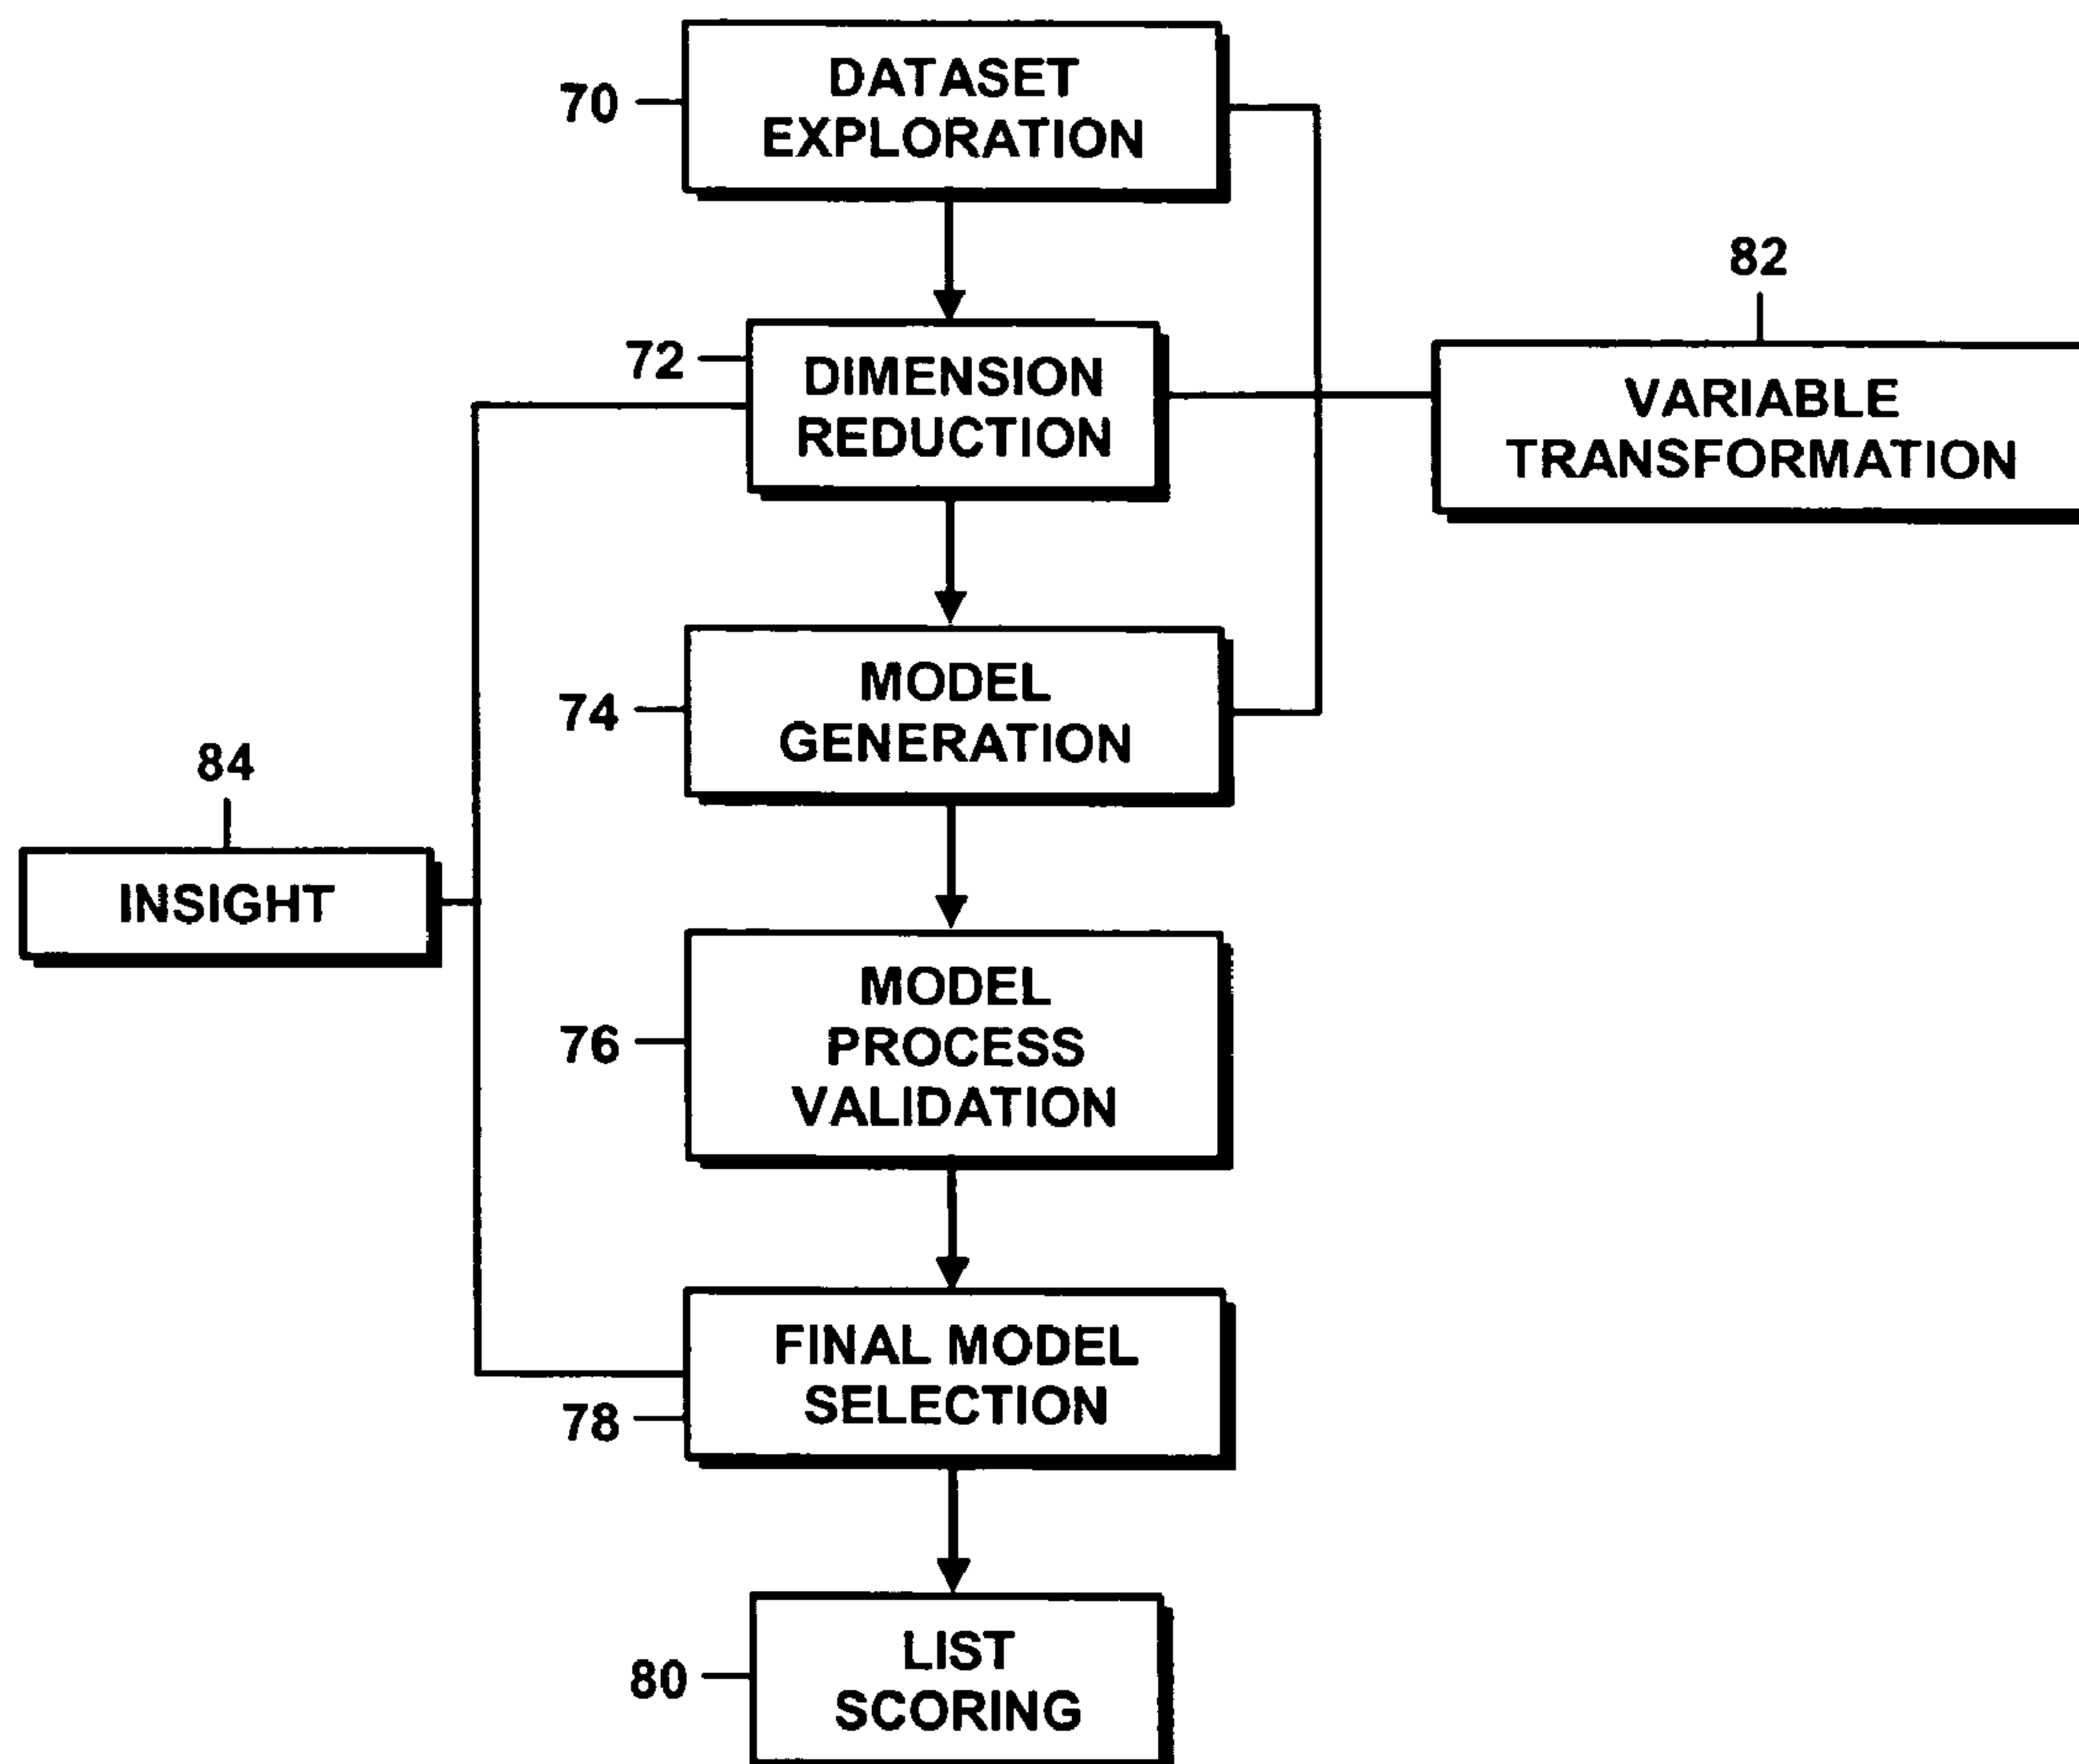 DATASET
70
EXPLORATION
82
72
DIMENSION
REDUCTION
VARIABLE
TRANSFORMATION
74
MODEL
GENERATION
84
INSIGHT
76
MODEL
PROCESS
VALIDATION
FINAL MODEL
SELECTION
78
LIST
80
SCORING